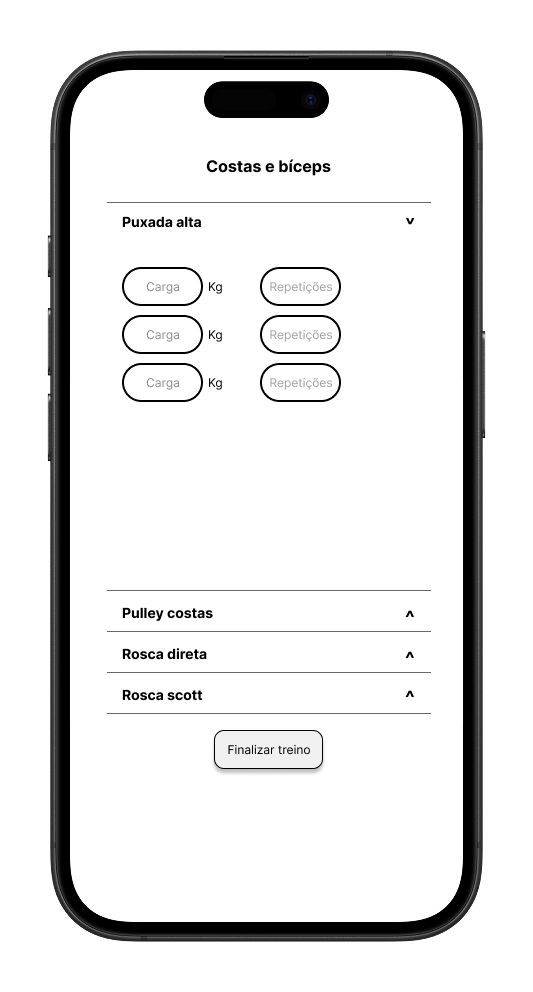 Costas e bíceps
Puxada alta
Carga Kg Repetições
Carga Kg Repetições
Carga Kg Repetições
Pulley costas
Rosca direta
Rosca scott
Finalizar treino